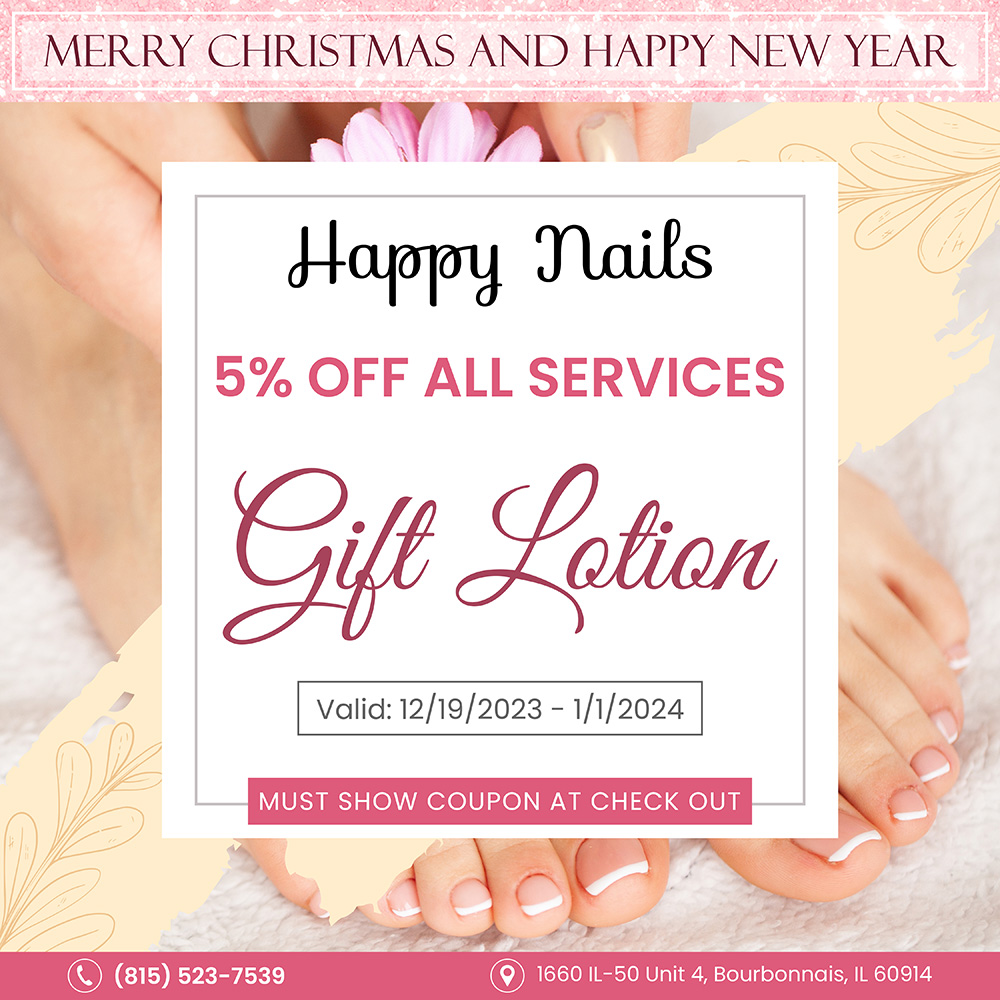 MERRY CHRISTMAS AND HAPPY NEW YEAR
Happy Nails
5% OFF ALL SERVICES
Gift Lotion
Valid: 12/19/2023 - 1/1/2024
MUST SHOW COUPON AT CHECK OUT
(815) 523-7539
1660 IL-50 Unit 4, Bourbonnais, IL 60914